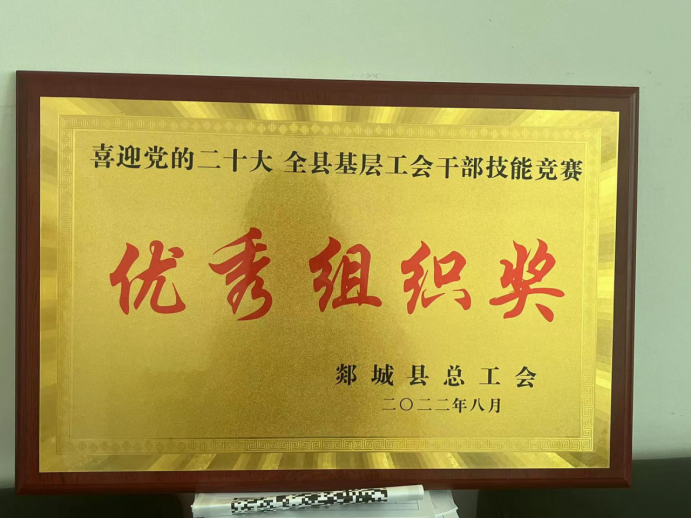 喜迎党的二十大 全县基层工会干部技能竞赛
优秀组织奖
郯城县总工会
二〇二二年八月